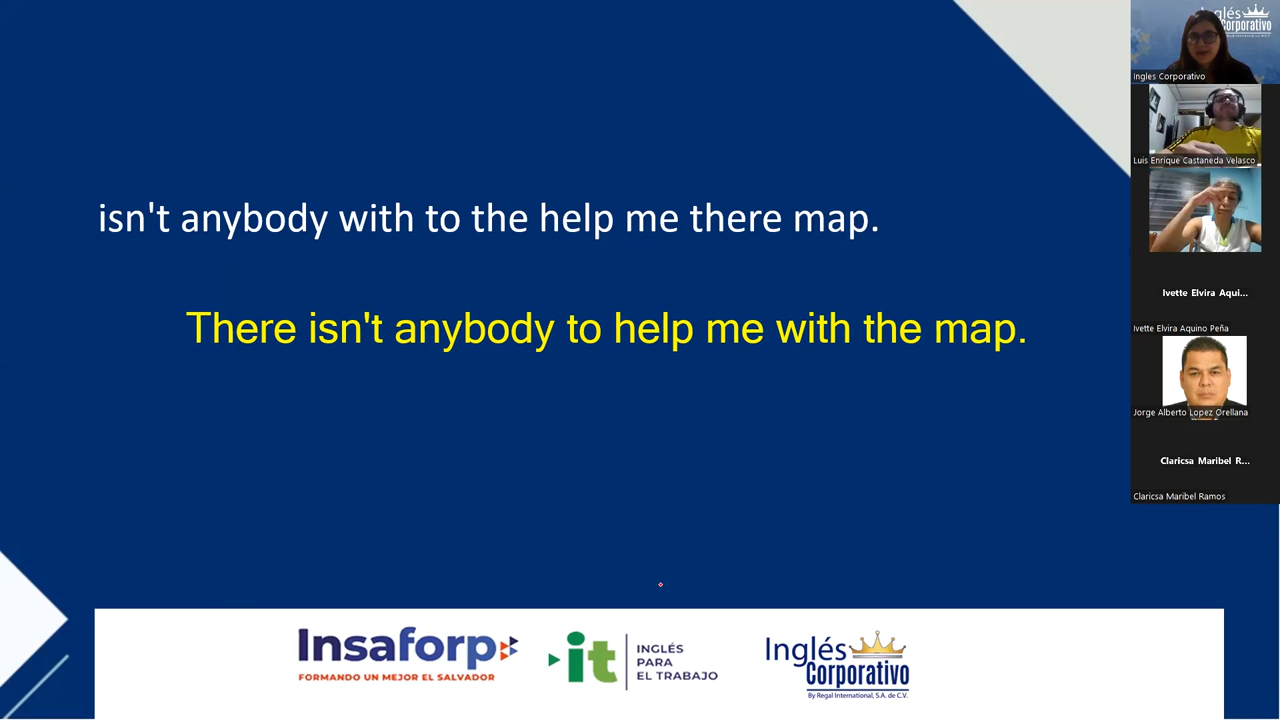 isn't anybody with to the help me there map.
There isn't anybody to help me with the map.
Insaforp
FORMANDO UN MEJOR EL SALVADOR
it
INGLÉS
PARA
EL TRABAJO
Inglés
Corporativo
By Regal International, S.A. de C.V.
Inglés
Corporativo
Ingles Corporativo
Luis Enrique Castaneda Velasco
Ivette Elvira Aqui...
Ivette Elvira Aquino Peña
Jorge Alberto Lopez Orellana
Claricsa Maribel R...
Claricsa Maribel Ramos